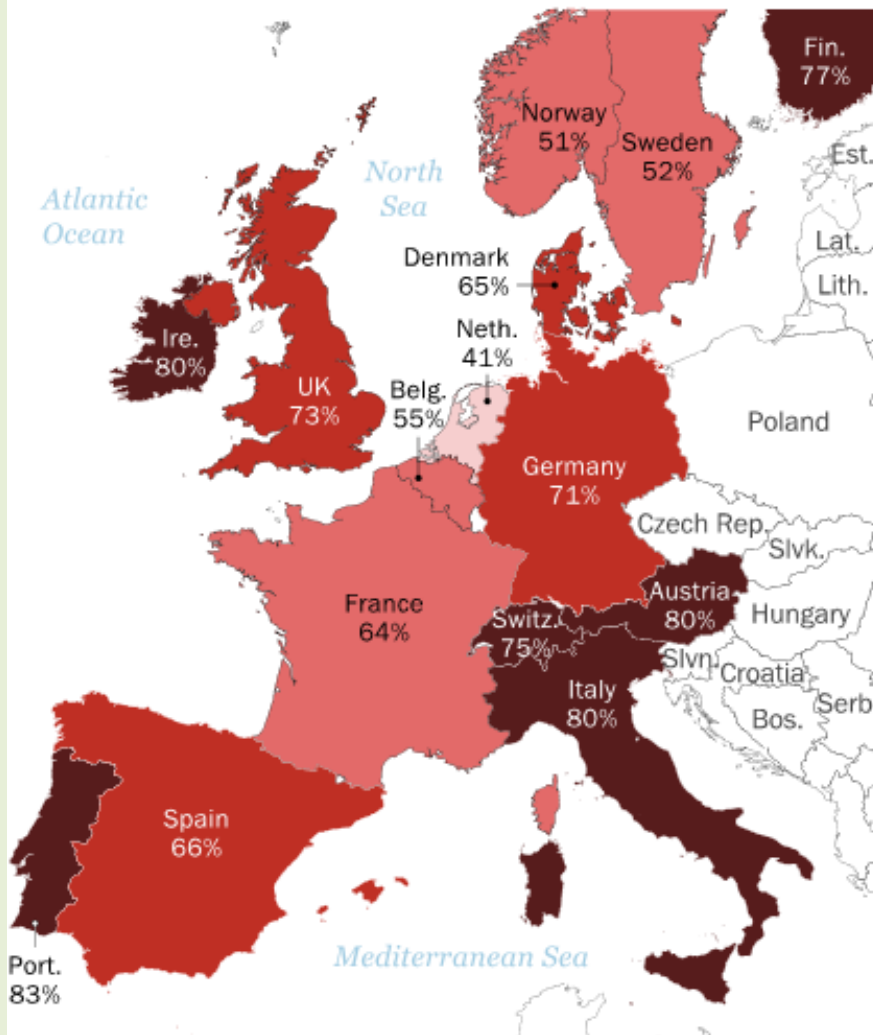 Fin.
77%
Norway
51%
Sweden
52%
North
Sea
Est.
Atlantic
Ocean
Lat.
Denmark
65%
Lith.
Neth.
41%
Ire.
80%
UK
73%
Belg.
55%
Poland
Germany
71%
Czech Rep.
Slvk.
Austria
80%
France
64%
Switz.
75%
Hungary
Slvn.
Croatia
Italy
80%
Bos.
Serb
Spain
66%
Mediterranean Sea
Port.
83%